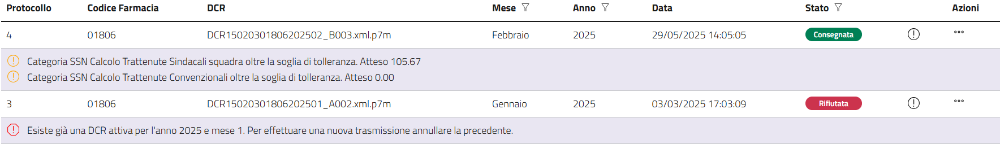 Protocollo Codice Farmacia DCR Mese Anno Data Stato Azioni
4 01806 DCR15020301806202502_B003.xml.p7m Febbraio 2025 29/05/2025 14:05:05 Consegnata
Categoria SSN Calcolo Trattenute Sindacali squadra oltre la soglia di tolleranza. Atteso 105.67
Categoria SSN Calcolo Trattenute Convenzionali oltre la soglia di tolleranza. Atteso 0.00
3 01806 DCR15020301806202501_A002.xml.p7m Gennaio 2025 03/03/2025 17:03:09 Rifiutata
Esiste già una DCR attiva per l'anno 2025 e mese 1. Per effettuare una nuova trasmissione annullare la precedente.